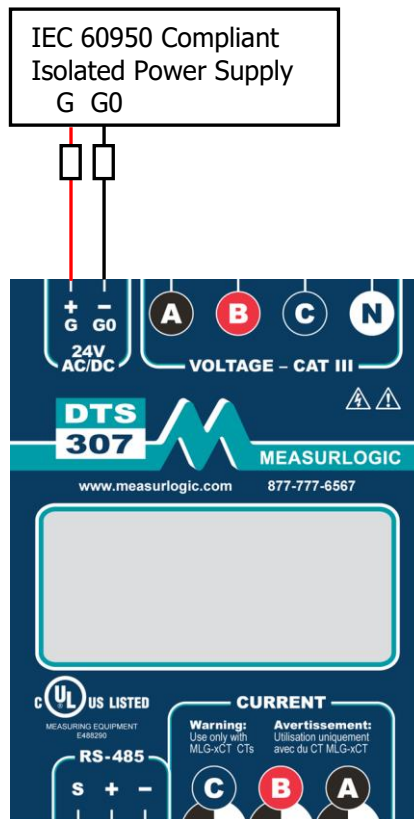 IEC 60950 Compliant
Isolated Power Supply
G G0
+ −
G G0
24V
AC/DC
A B C N
VOLTAGE – CAT III
DTS
307
MEASURLOGIC
www.measurlogic.com 877-777-6567
C UL US LISTED
MEASURING EQUIPMENT
E488290
RS-485
S + −
CURRENT
Warning:
Use only with
MLG-xCT CTs
Avertissement:
Utilisation uniquement
avec du CT MLG-xCT
C B A